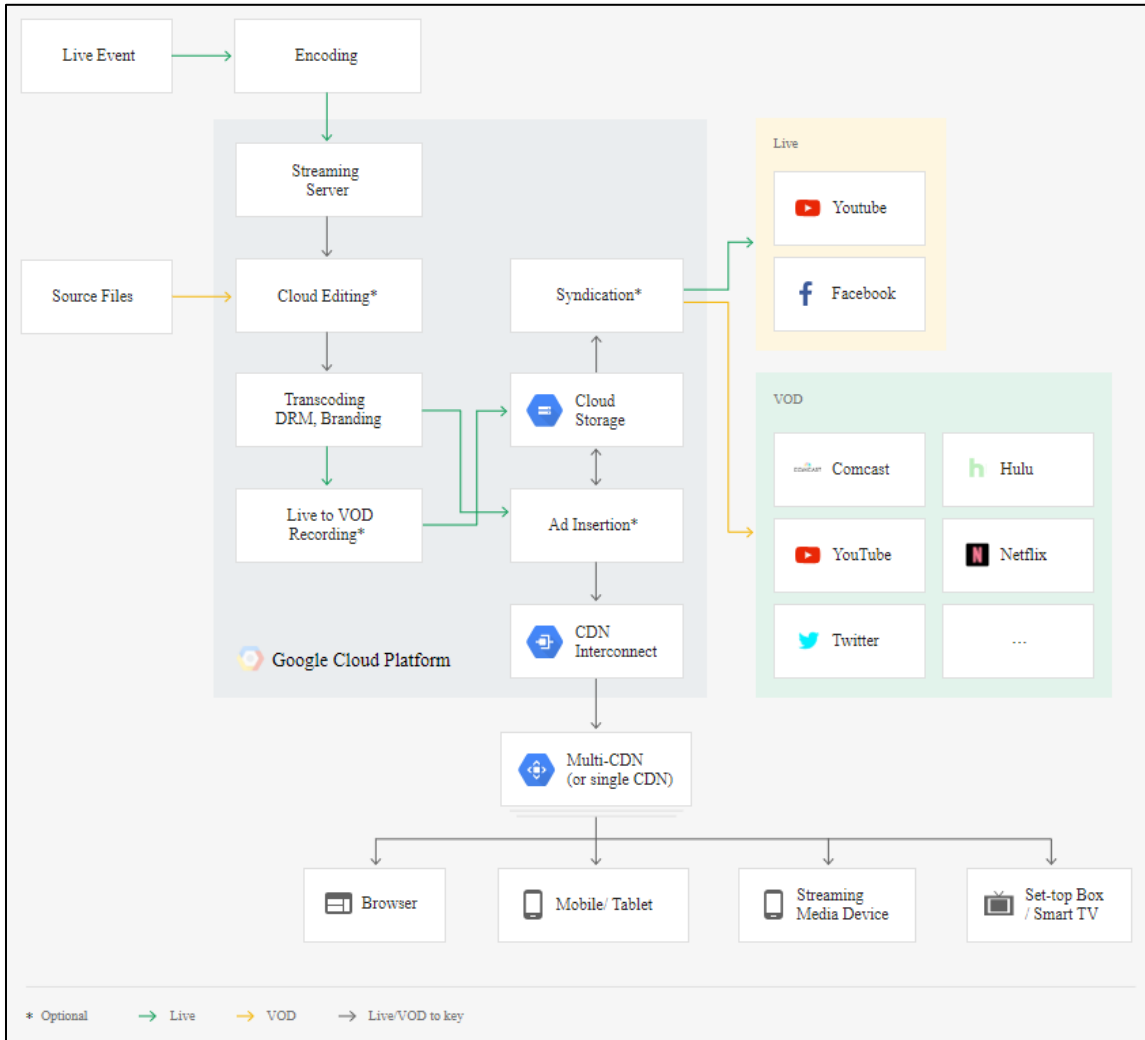 Live Event
Encoding
Streaming
Server
Live
Youtube
Source Files
Cloud Editing*
Syndication*
Facebook
Transcoding
DRM, Branding
Cloud
Storage
VOD
COMCAST
Comcast
h
Hulu
Live to VOD
Recording*
Ad Insertion*
YouTube
N
Netflix
CDN
Interconnect
Google Cloud Platform
Twitter
...
Multi-CDN
(or single CDN)
Browser
Mobile/ Tablet
Streaming
Media Device
Set-top Box
/ Smart TV
* Optional
Live
VOD
Live/VOD to key